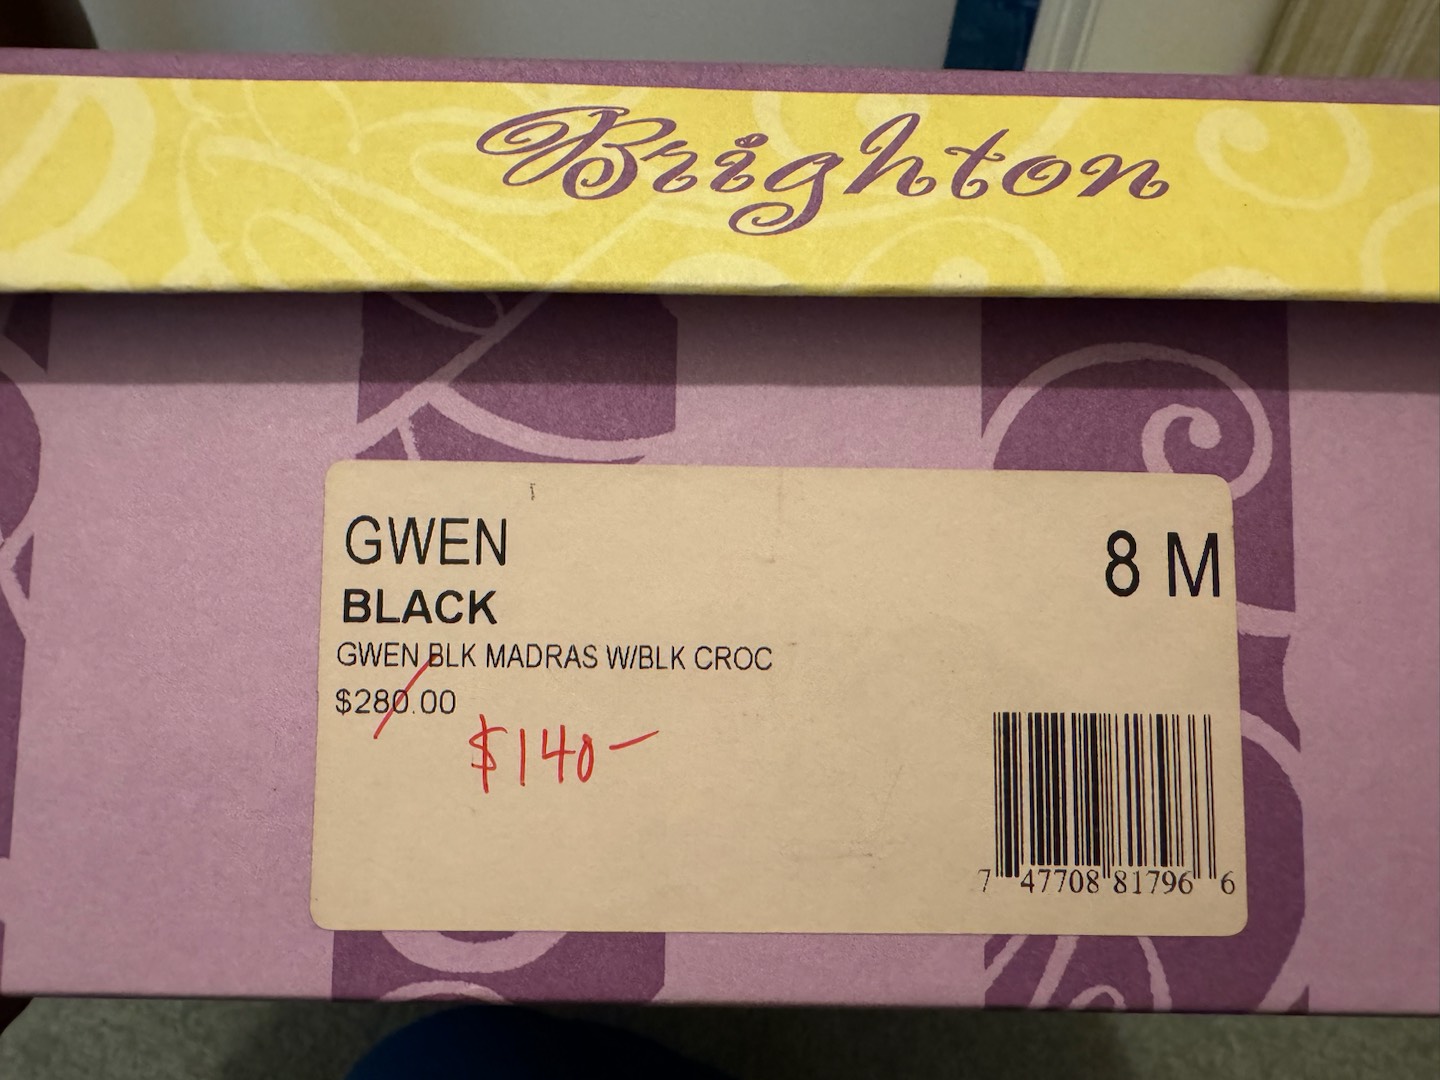 Brighton
GWEN
8 M
BLACK
GWEN BLK MADRAS W/BLK CROC
$280.00
$140-
7 47708 81796 6